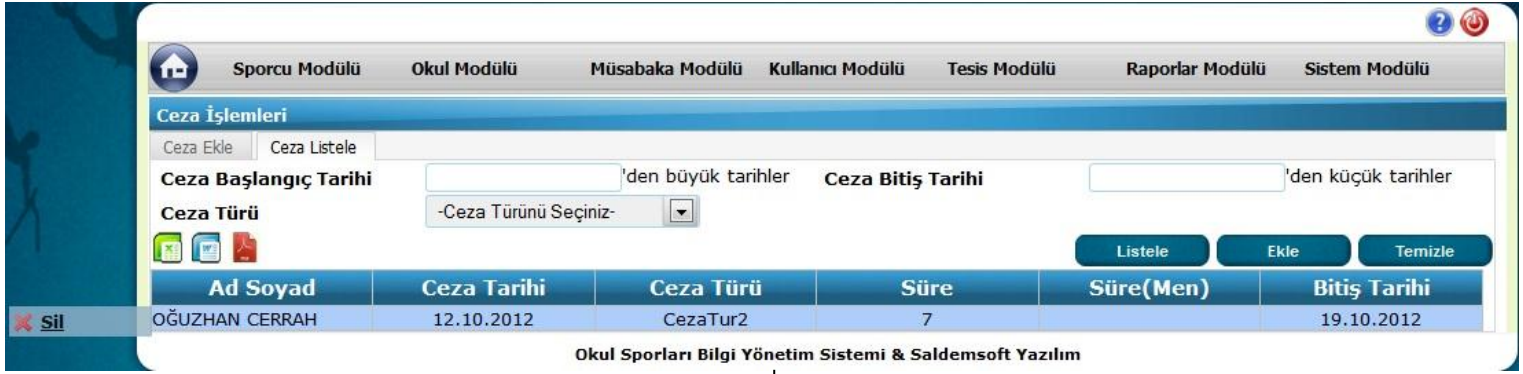 Sporcu Modülü Okul Modülü Müsabaka Modülü Kullanıcı Modülü Tesis Modülü Raporlar Modülü Sistem Modülü
Ceza İşlemleri
Ceza Ekle Ceza Listele
Ceza Başlangıç Tarihi 'den büyük tarihler Ceza Bitiş Tarihi 'den küçük tarihler
Ceza Türü -Ceza Türünü Seçiniz-
Listele Ekle Temizle
Ad Soyad Ceza Tarihi Ceza Türü Süre Süre(Men) Bitiş Tarihi
Sil OĞUZHAN CERRAH 12.10.2012 CezaTur2 7 19.10.2012
Okul Sporları Bilgi Yönetim Sistemi & Saldemsoft Yazılım